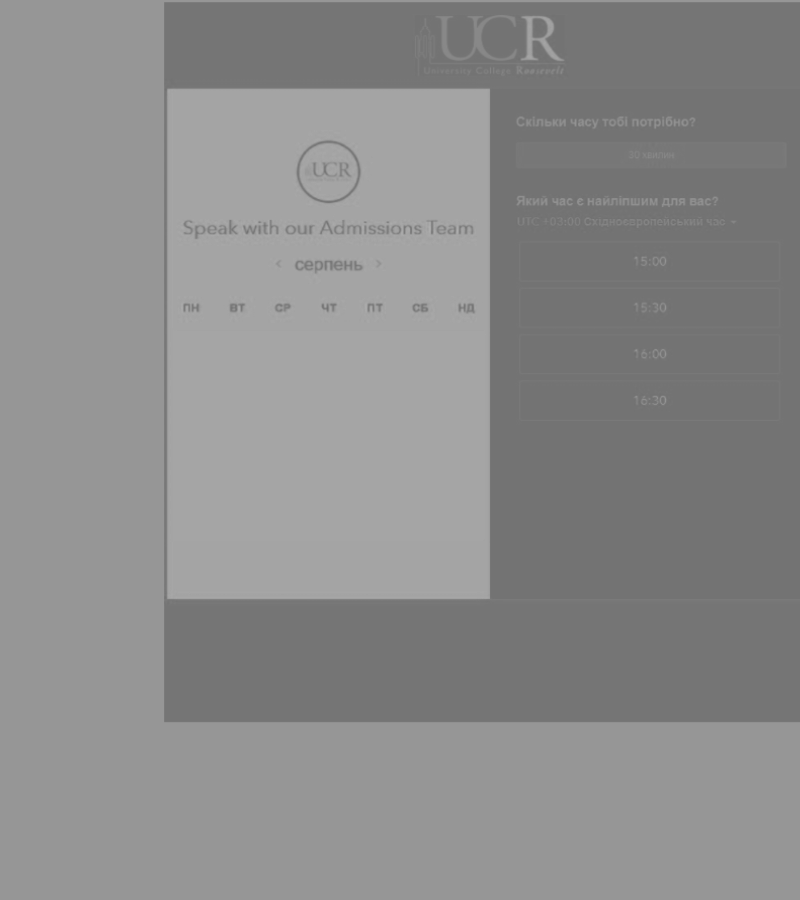 UCR
University College Roosevelt
UCR
Speak with our Admissions Team
< серпень >
ПН ВТ СР ЧТ ПТ СБ НД
Скільки часу тобі потрібно?
30 хвилин
Який час є найліпшим для вас?
UTC +03:00 Східноєвропейський час
15:00
15:30
16:00
16:30